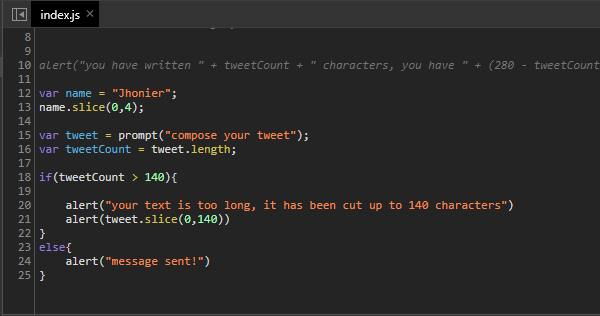 index.js ×
8
9
10 alert("you have written " + tweetCount + " characters, you have " + (280 - tweetCount
11
12 var name = "Jhonier";
13 name.slice(0,4);
14
15 var tweet = prompt("compose your tweet");
16 var tweetCount = tweet.length;
17
18 if(tweetCount > 140){
19
20 alert("your text is too long, it has been cut up to 140 characters")
21 alert(tweet.slice(0,140))
22 }
23 else{
24 alert("message sent!")
25 }